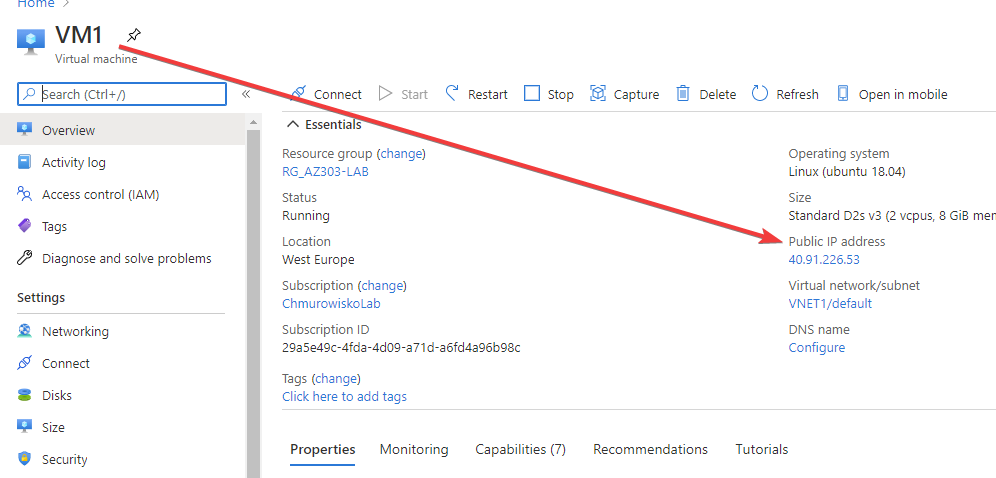 Home >
VM1
Virtual machine
Search (Ctrl+/)
«
Connect
Start
Restart
Stop
Capture
Delete
Refresh
Open in mobile
Overview
Activity log
Access control (IAM)
Tags
Diagnose and solve problems
Settings
Networking
Connect
Disks
Size
Security
Essentials
Resource group (change)
RG_AZ303-LAB
Status
Running
Location
West Europe
Subscription (change)
ChmurowiskoLab
Subscription ID
29a5e49c-4fda-4d09-a71d-a6fd4a96b98c
Tags (change)
Click here to add tags
Operating system
Linux (ubuntu 18.04)
Size
Standard D2s v3 (2 vcpus, 8 GiB mem
Public IP address
40.91.226.53
Virtual network/subnet
VNET1/default
DNS name
Configure
Properties
Monitoring
Capabilities (7)
Recommendations
Tutorials